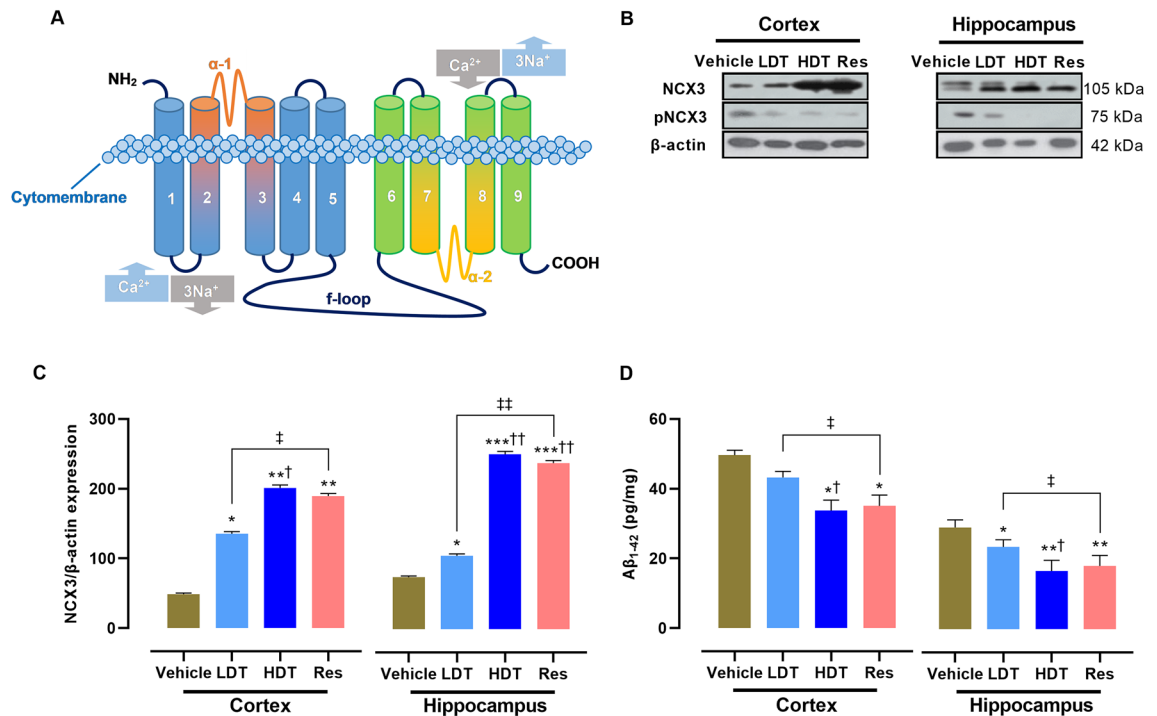 A
α-1
NH₂
Ca²⁺
3Na⁺
1 2 3 4 5 6 7 8 9
Cytomembrane
α-2
COOH
Ca²⁺
3Na⁺
f-loop
B
Cortex
Hippocampus
Vehicle LDT HDT Res
Vehicle LDT HDT Res
NCX3
105 kDa
pNCX3
75 kDa
β-actin
42 kDa
C
NCX3/β-actin expression
300
200
100
0
‡
*
**†
**
‡‡
*
***††
***††
Vehicle LDT HDT Res
Vehicle LDT HDT Res
Cortex
Hippocampus
D
Aβ₁₋₄₂ (pg/mg)
60
40
20
0
‡
*†
*
‡
*
**†
**
Vehicle LDT HDT Res
Vehicle LDT HDT Res
Cortex
Hippocampus